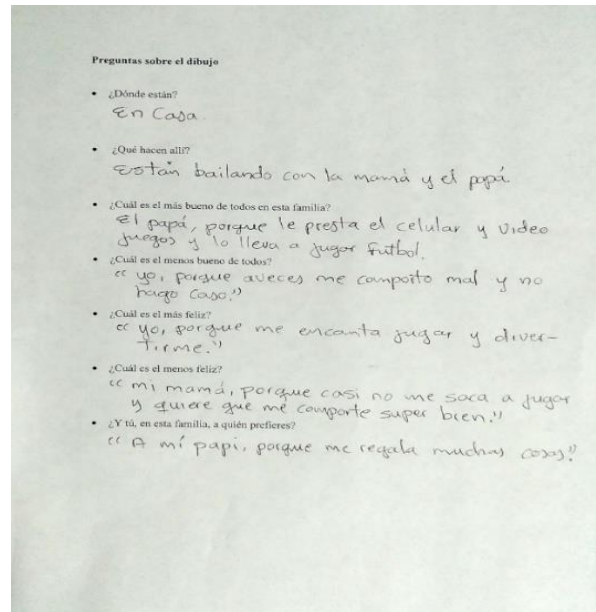 Preguntas sobre el dibujo
• ¿Dónde están?
En Casa.
• ¿Qué hacen allí?
Están bailando con la mamá y el papá.
• ¿Cuál es el más bueno de todos en esta familia?
El papá, porque le presta el celular y video
juegos y lo lleva a jugar futbol.
• ¿Cuál es el menos bueno de todos?
“yo, porque aveces me comporto mal y no
hago caso.”
• ¿Cuál es el más feliz?
“yo, porque me encanta jugar y diver-
tirme.”
• ¿Cuál es el menos feliz?
“mi mamá, porque casi no me saca a jugar
y quiere que me comporte super bien.”
• ¿Y tú, en esta familia, a quién prefieres?
“A mí papi, porque me regala muchas cosas”